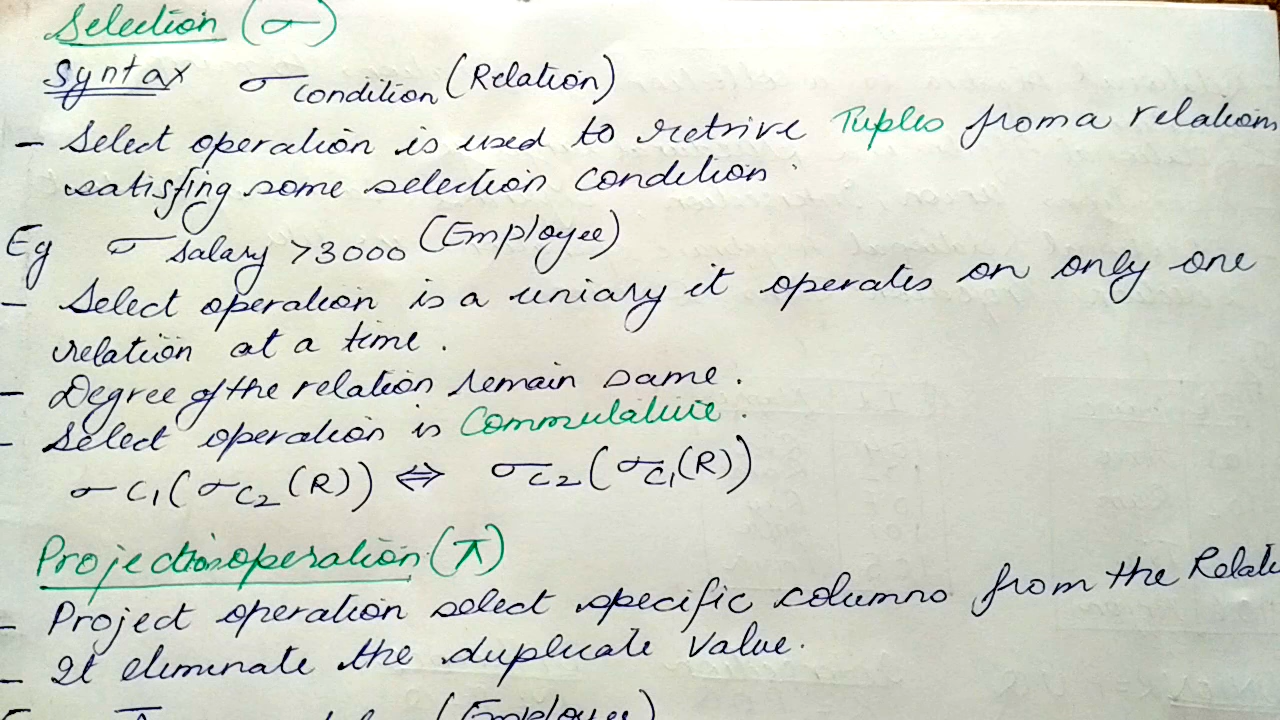 Selection (σ)
Syntax σ condition (Relation)
- Select operation is used to retrive Tuples from a relation
satisfing some selection condition.
Eg σ salary >3000 (Employee)
- Select operation is a uniary it operates on only one
relation at a time.
- Degree of the relation remain same.
- Select operation is Commutative.
σ C1 (σ C2 (R)) ⇔ σ C2 (σ C1 (R))
Projection operation (π)
- Project operation select specific columns from the Relati
- It eliminate the duplicate value.
(Employee)